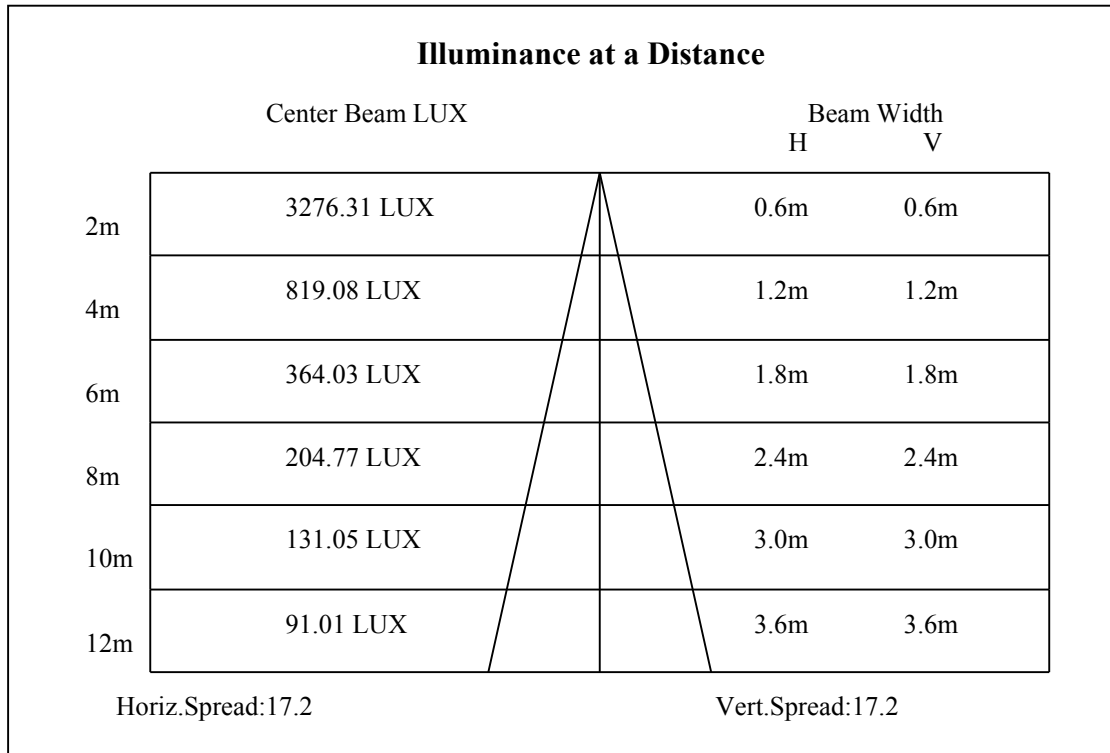 Illuminance at a Distance
Center Beam LUX Beam Width
H V
2m 3276.31 LUX 0.6m 0.6m
4m 819.08 LUX 1.2m 1.2m
6m 364.03 LUX 1.8m 1.8m
8m 204.77 LUX 2.4m 2.4m
10m 131.05 LUX 3.0m 3.0m
12m 91.01 LUX 3.6m 3.6m
Horiz.Spread:17.2 Vert.Spread:17.2